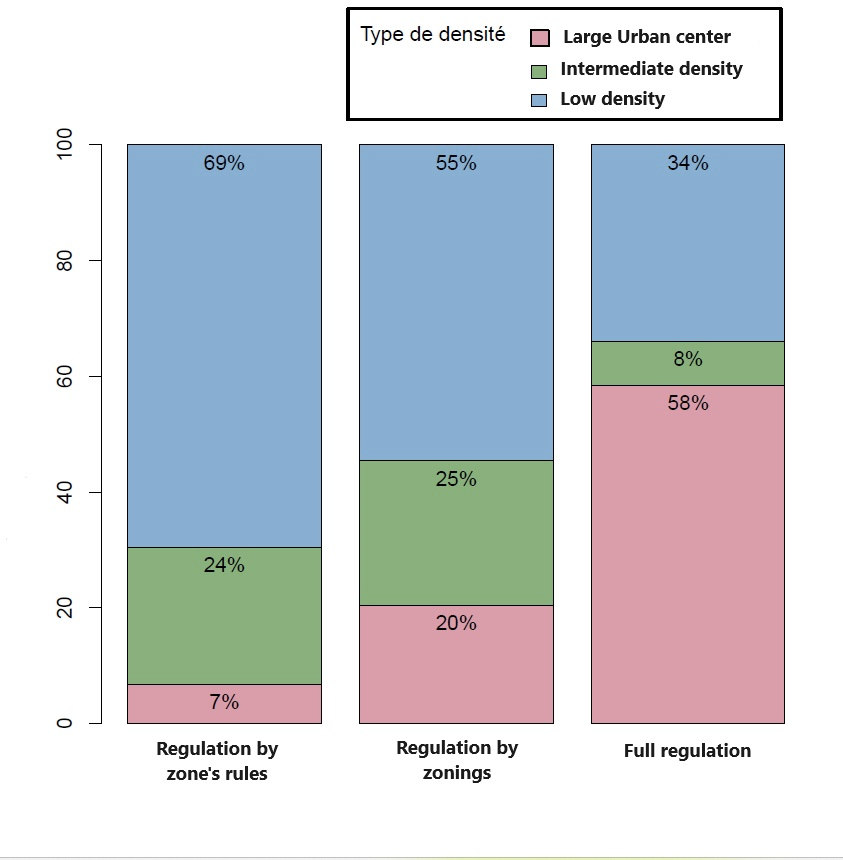 Type de densité
Large Urban center
Intermediate density
Low density
100
80
60
40
20
0
69%
24%
7%
55%
25%
20%
34%
8%
58%
Regulation by
zone's rules
Regulation by
zonings
Full regulation